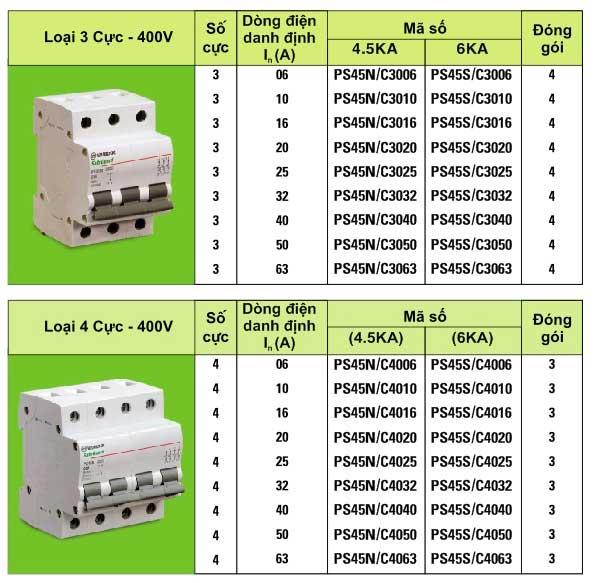 Loại 3 Cực - 400V Số cực Dòng điện danh định In (A) Mã số Đóng gói
4.5KA 6KA
3 06 PS45N/C3006 PS45S/C3006 4
3 10 PS45N/C3010 PS45S/C3010 4
3 16 PS45N/C3016 PS45S/C3016 4
3 20 PS45N/C3020 PS45S/C3020 4
3 25 PS45N/C3025 PS45S/C3025 4
3 32 PS45N/C3032 PS45S/C3032 4
3 40 PS45N/C3040 PS45S/C3040 4
3 50 PS45N/C3050 PS45S/C3050 4
3 63 PS45N/C3063 PS45S/C3063 4
Loại 4 Cực - 400V Số cực Dòng điện danh định In (A) Mã số Đóng gói
(4.5KA) (6KA)
4 06 PS45N/C4006 PS45S/C4006 3
4 10 PS45N/C4010 PS45S/C4010 3
4 16 PS45N/C4016 PS45S/C4016 3
4 20 PS45N/C4020 PS45S/C4020 3
4 25 PS45N/C4025 PS45S/C4025 3
4 32 PS45N/C4032 PS45S/C4032 3
4 40 PS45N/C4040 PS45S/C4040 3
4 50 PS45N/C4050 PS45S/C4050 3
4 63 PS45N/C4063 PS45S/C4063 3